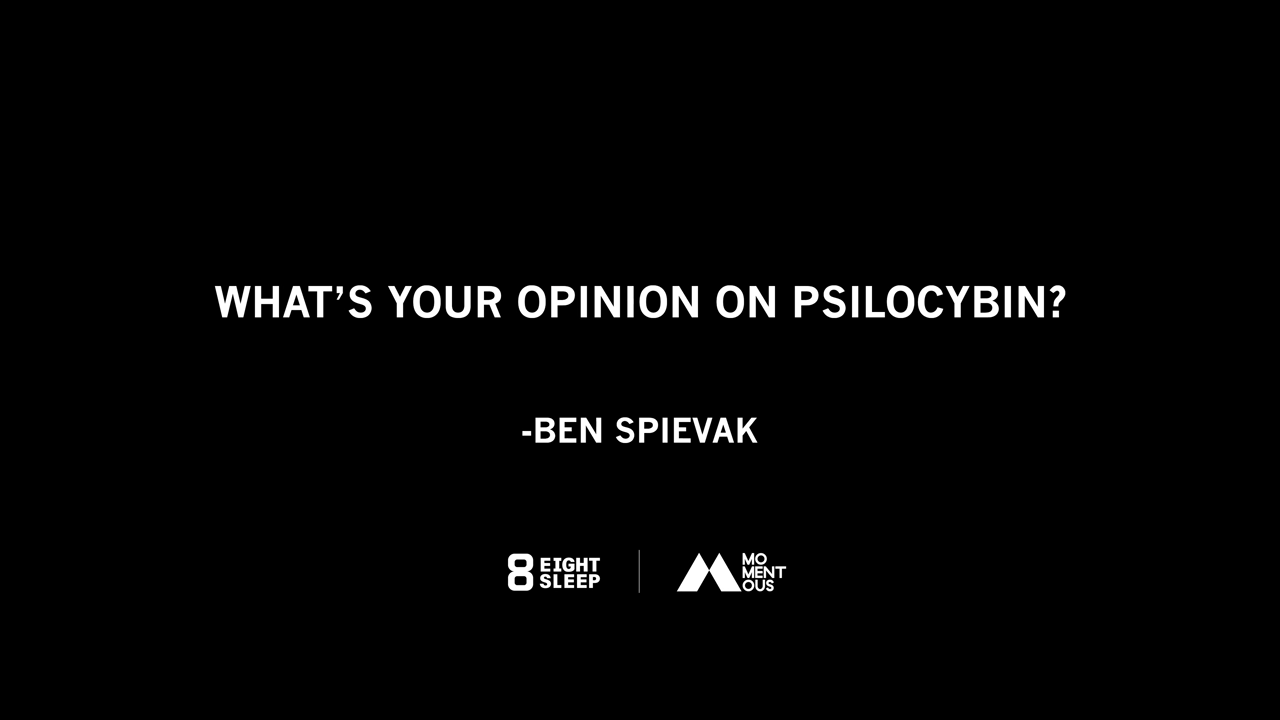 WHAT’S YOUR OPINION ON PSILOCYBIN?
-BEN SPIEVAK
8 EIGHT
SLEEP
MO
MENT
OUS